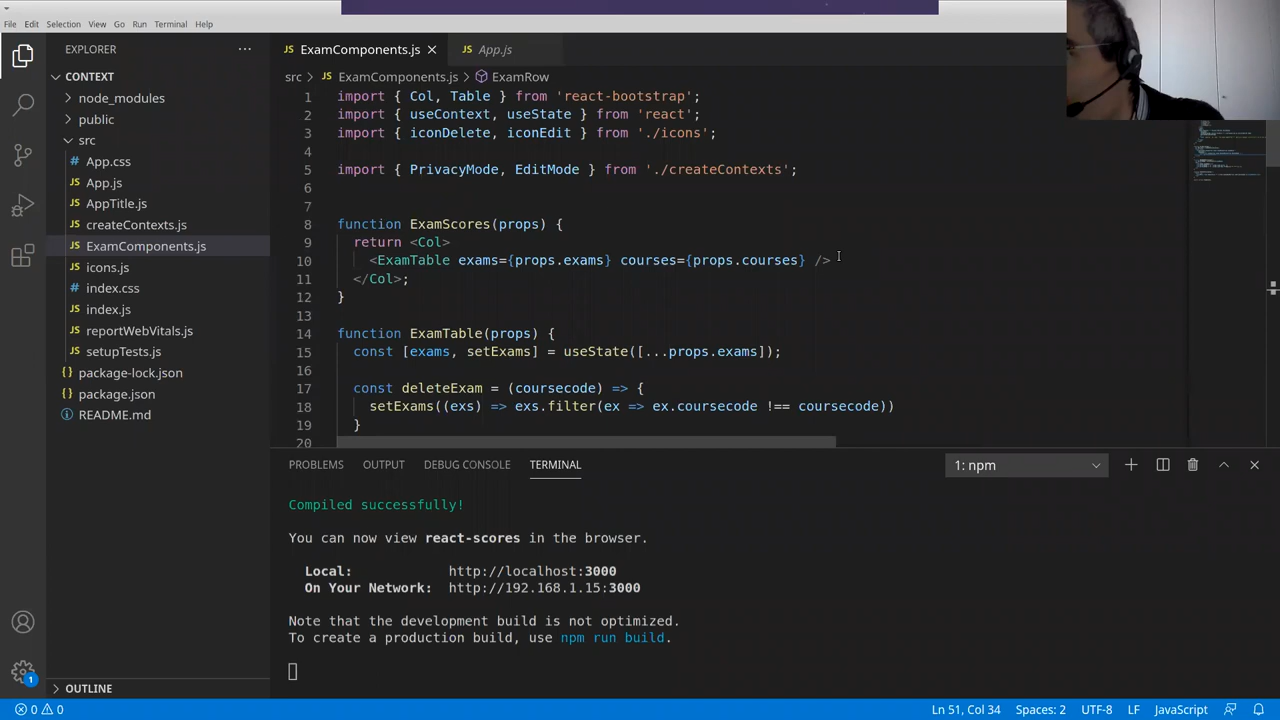 File Edit Selection View Go Run Terminal Help
EXPLORER
CONTEXT
node_modules
public
src
App.css
App.js
AppTitle.js
createContexts.js
ExamComponents.js
icons.js
index.css
index.js
reportWebVitals.js
setupTests.js
package-lock.json
package.json
README.md
OUTLINE
ExamComponents.js App.js
src > ExamComponents.js > ExamRow
1 import { Col, Table } from 'react-bootstrap';
2 import { useContext, useState } from 'react';
3 import { iconDelete, iconEdit } from './icons';
4
5 import { PrivacyMode, EditMode } from './createContexts';
6
7
8 function ExamScores(props) {
9 return <Col>
10 <ExamTable exams={props.exams} courses={props.courses} />
11 </Col>;
12 }
13
14 function ExamTable(props) {
15 const [exams, setExams] = useState([...props.exams]);
16
17 const deleteExam = (coursecode) => {
18 setExams((exs) => exs.filter(ex => ex.coursecode !== coursecode))
19 }
20
PROBLEMS OUTPUT DEBUG CONSOLE TERMINAL 1: npm
Compiled successfully!
You can now view react-scores in the browser.
Local: http://localhost:3000
On Your Network: http://192.168.1.15:3000
Note that the development build is not optimized.
To create a production build, use npm run build.
1
0 0 Ln 51, Col 34 Spaces: 2 UTF-8 LF JavaScript